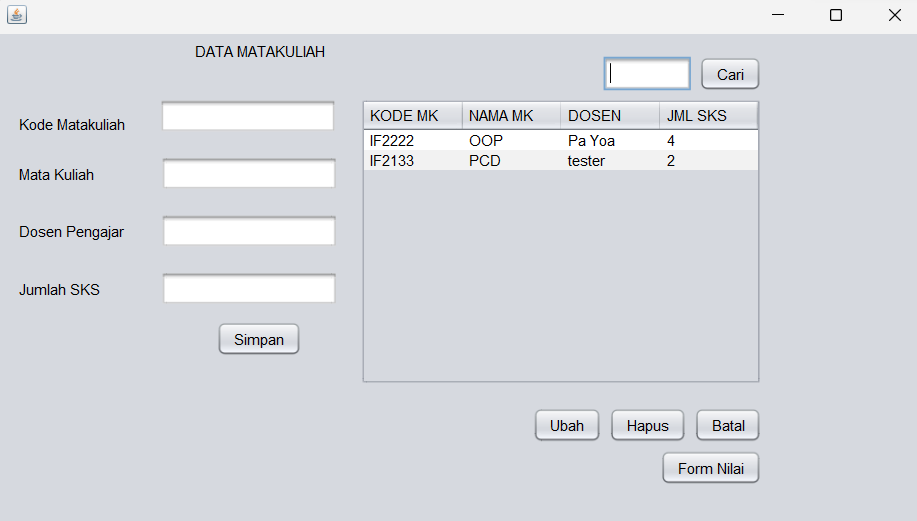 DATA MATAKULIAH
Cari
Kode Matakuliah
Mata Kuliah
Dosen Pengajar
Jumlah SKS
Simpan
KODE MK NAMA MK DOSEN JML SKS
IF2222 OOP Pa Yoa 4
IF2133 PCD tester 2
Ubah Hapus Batal
Form Nilai